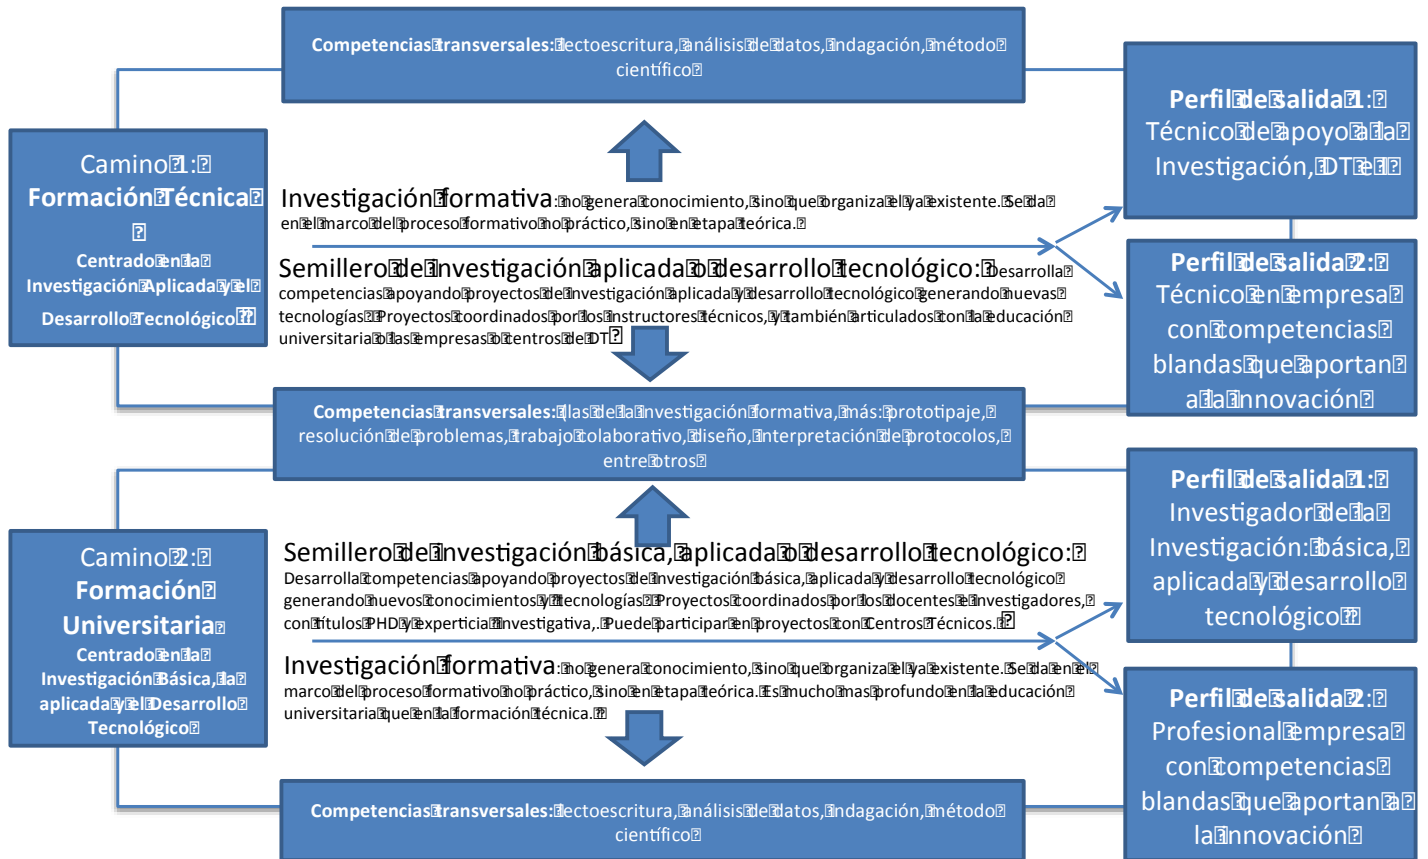 Competencias transversales: lectoescritura, análisis de datos, indagación, método
científico
Camino 1:
Formación Técnica
Centrado en la
Investigación Aplicada y el
Desarrollo Tecnológico
Investigación formativa: no genera conocimiento, sino que organiza el ya existente. Se da
en el marco del proceso formativo no práctico, sino en etapa teórica.
Semillero de investigación aplicada o desarrollo tecnológico: Desarrolla
competencias apoyando proyectos de investigación aplicada y desarrollo tecnológico generando nuevas
tecnologías. Proyectos coordinados por los instructores técnicos, y también articulados con la educación
universitaria o las empresas o centros de DT
Perfil de salida 1:
Técnico de apoyo a la
Investigación, DT e I
Perfil de salida 2:
Técnico en empresa
con competencias
blandas que aportan
a la innovación
Competencias transversales: (las de la investigación formativa, más: prototipaje,
resolución de problemas, trabajo colaborativo, diseño, interpretación de protocolos,
entre otros
Camino 2:
Formación
Universitaria
Centrado en la
Investigación Básica, la
aplicada y el Desarrollo
Tecnológico
Semillero de investigación básica, aplicada o desarrollo tecnológico:
Desarrolla competencias apoyando proyectos de investigación básica, aplicada y desarrollo tecnológico
generando nuevos conocimientos y tecnologías. Proyectos coordinados por los docentes e investigadores,
con títulos PHD y experticia investigativa,. Puede participar en proyectos con Centros Técnicos.
Investigación formativa: no genera conocimiento, sino que organiza el ya existente. Se da en el
marco del proceso formativo no práctico, sino en etapa teórica. Es mucho mas profundo en la educación
universitaria que en la formación técnica.
Perfil de salida 1:
Investigador de la
Investigación: básica,
aplicada y desarrollo
tecnológico
Perfil de salida 2:
Profesional empresa
con competencias
blandas que aportan a
la innovación
Competencias transversales: lectoescritura, análisis de datos, indagación, método
científico